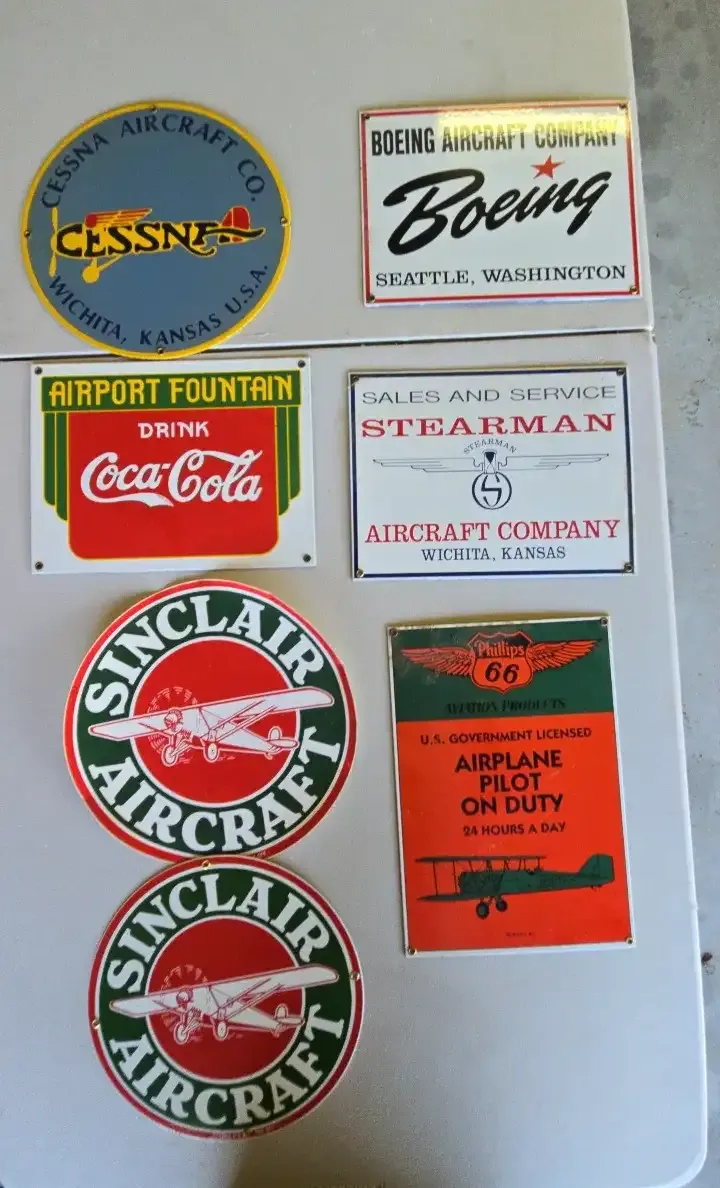 CESSNA AIRCRAFT CO.
CESSNA
WICHITA, KANSAS U.S.A.
BOEING AIRCRAFT COMPANY
Boeing
SEATTLE, WASHINGTON
AIRPORT FOUNTAIN
DRINK
Coca-Cola
SALES AND SERVICE
STEARMAN
STEARMAN
S
AIRCRAFT COMPANY
WICHITA, KANSAS
SINCLAIR
AIRCRAFT
Phillips
66
AVIATION PRODUCTS
U.S. GOVERNMENT LICENSED
AIRPLANE
PILOT
ON DUTY
24 HOURS A DAY
SINCLAIR
AIRCRAFT